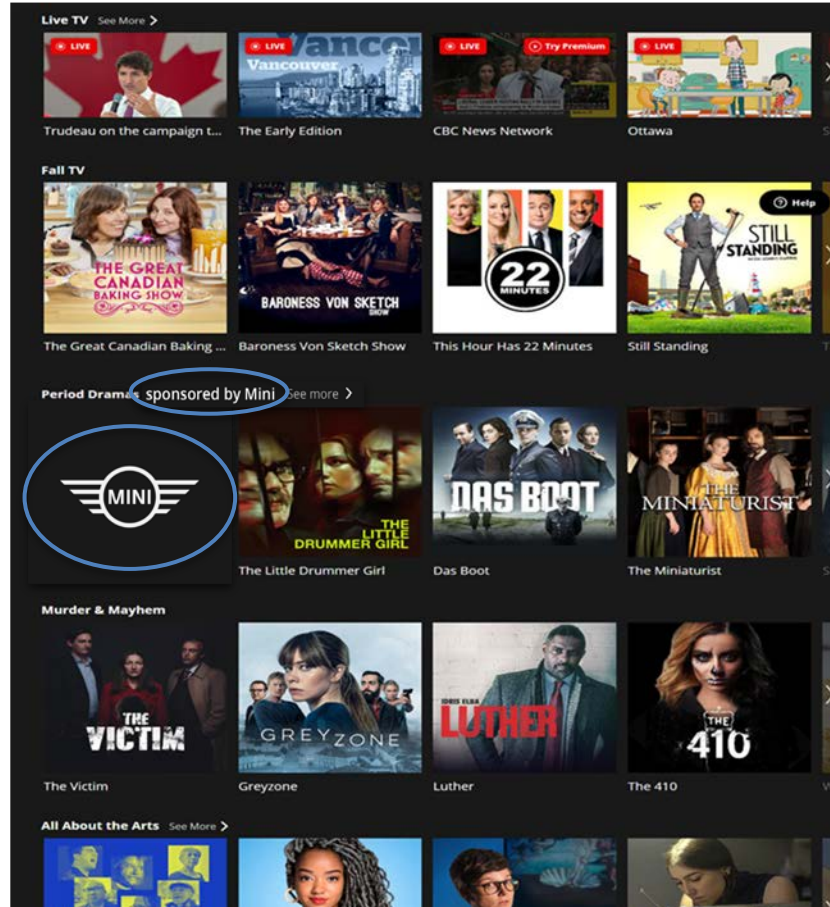 Live TV See More >
LIVE
Vancou
Vancouver
LIVE
LIVE
Try Premium
LIVE
Trudeau on the campaign t...
The Early Edition
CBC News Network
Ottawa
Fall TV
THE GREAT
CANADIAN
BAKING SHOW
BARONESS VON SKETCH
SHOW
22
MINUTES
Help
STILL
STANDING
The Great Canadian Baking ...
Baroness Von Sketch Show
This Hour Has 22 Minutes
Still Standing
Period Dramas sponsored by Mini See more >
MINI
THE
LITTLE
DRUMMER GIRL
DAS BOOT
THE
MINIATURIST
The Little Drummer Girl
Das Boot
The Miniaturist
Murder & Mayhem
THE
VICTIM
GREYZONE
IDRIS ELBA
LUTHER
THE
410
The Victim
Greyzone
Luther
The 410
All About the Arts See More >